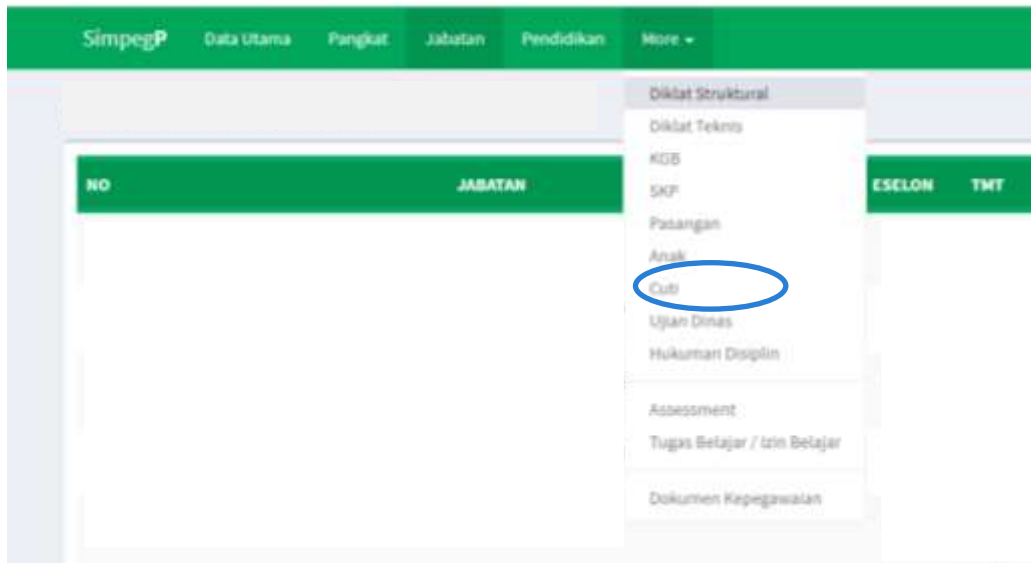 SimpegP Data Utama Pangkat Jabatan Pendidikan More
Diklat Struktural
Diklat Teknis
KGB
NO JABATAN ESELON TMT
SKP
Pasangan
Anak
Cuti
Ujian Dinas
Hukuman Disiplin
Assessment
Tugas Belajar / Izin Belajar
Dokumen Kepegawaian